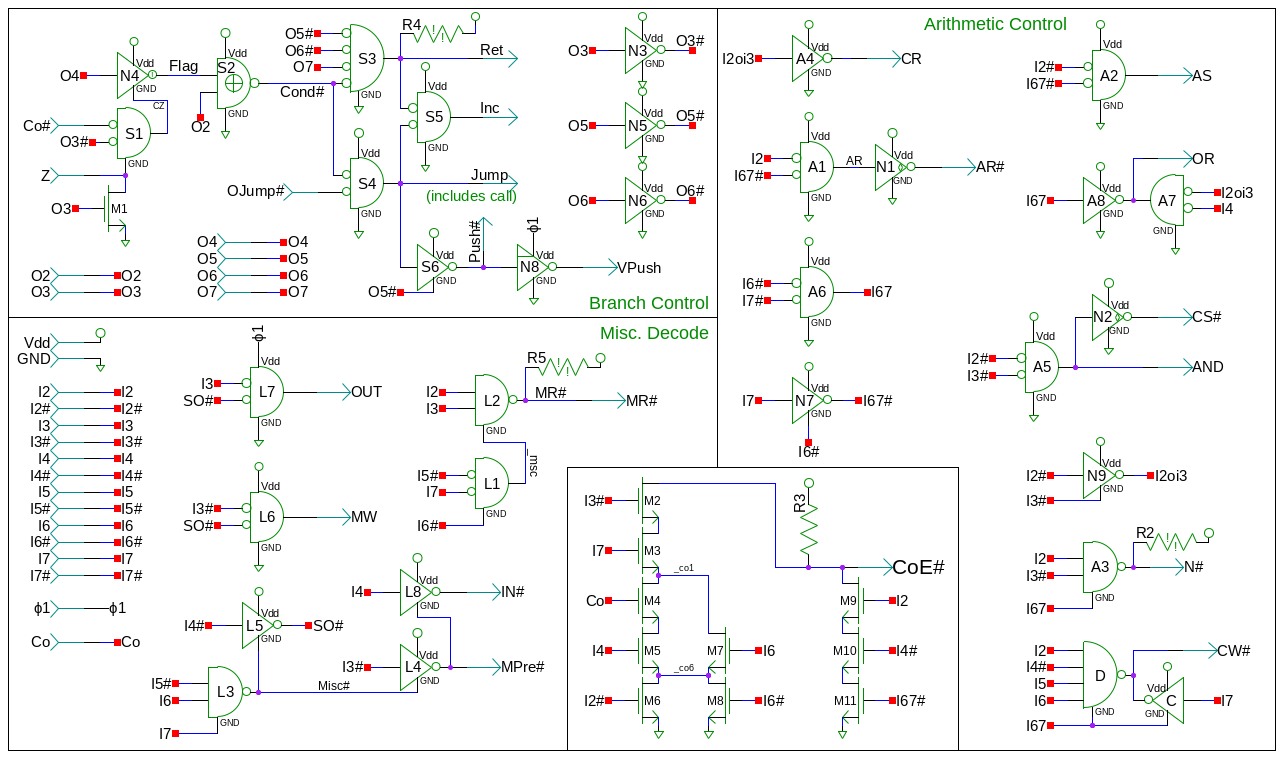 Branch Control
O4
N4
Vdd
GND
Flag
S2
Vdd
GND
O2
Cond#
CZ
Co#
O3#
S1
GND
Z
O3
M1
O5#
O6#
O7
S3
GND
R4
!
!
Ret
Vdd
S5
GND
Inc
OJump#
Vdd
S4
GND
Jump
(includes call)
O5#
Vdd
S6
GND
Push#
ϕ1
Vdd
N8
GND
VPush
O3
N3
GND
O3#
O5
N5
GND
O5#
O6
N6
GND
O6#
O2 O2
O3 O3
O4 O4
O5 O5
O6 O6
O7 O7
Misc. Decode
Vdd
GND
I2 I2
I2# I2#
I3 I3
I3# I3#
I4 I4
I4# I4#
I5 I5
I5# I5#
I6 I6
I6# I6#
I7 I7
I7# I7#
ϕ1 ϕ1
Co Co
ϕ1
Vdd
I3
SO#
L7
GND
OUT
Vdd
I3#
SO#
L6
GND
MW
I4#
L5
Vdd
GND
SO#
I5#
I6
I7
L3
GND
Misc#
I3#
L4
GND
MPre#
I4
L8
GND
IN#
I2
I3
L2
GND
R5
!
!
MR#
MR#
_misc
I5#
I7
I6#
L1
GND
I3#
M2
I7
M3
_co1
Co
M4
I4
M5
M7
I6
_co6
I2#
M6
M8
I6#
R3
CoE#
M9
I2
M10
I4#
M11
I67#
Arithmetic Control
I2oi3
A4
Vdd
GND
CR
I2
I67#
Vdd
A1
GND
AR
N1
Vdd
GND
AR#
I6#
I7#
Vdd
A6
GND
I67
I7
N7
Vdd
GND
I67#
I6#
I2#
I67#
Vdd
A2
GND
AS
I67
A8
Vdd
GND
A7
GND
OR
I2oi3
I4
I2#
I3#
Vdd
A5
GND
N2
Vdd
GND
CS#
AND
I2#
I3#
N9
Vdd
GND
I2oi3
I2
I3#
I67
A3
GND
R2
!
!
N#
I2
I4#
I5
I6
I67
D
GND
Vdd
C
GND
I7
CW#